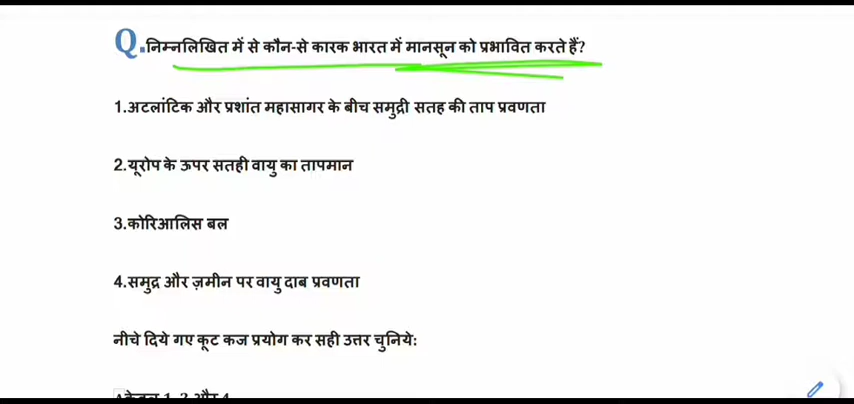 Q.निम्नलिखित में से कौन-से कारक भारत में मानसून को प्रभावित करते हैं?
1.अटलांटिक और प्रशांत महासागर के बीच समुद्री सतह की ताप प्रवणता
2.यूरोप के ऊपर सतही वायु का तापमान
3.कोरिआलिस बल
4.समुद्र और ज़मीन पर वायु दाब प्रवणता
नीचे दिये गए कूट कज प्रयोग कर सही उत्तर चुनिये: